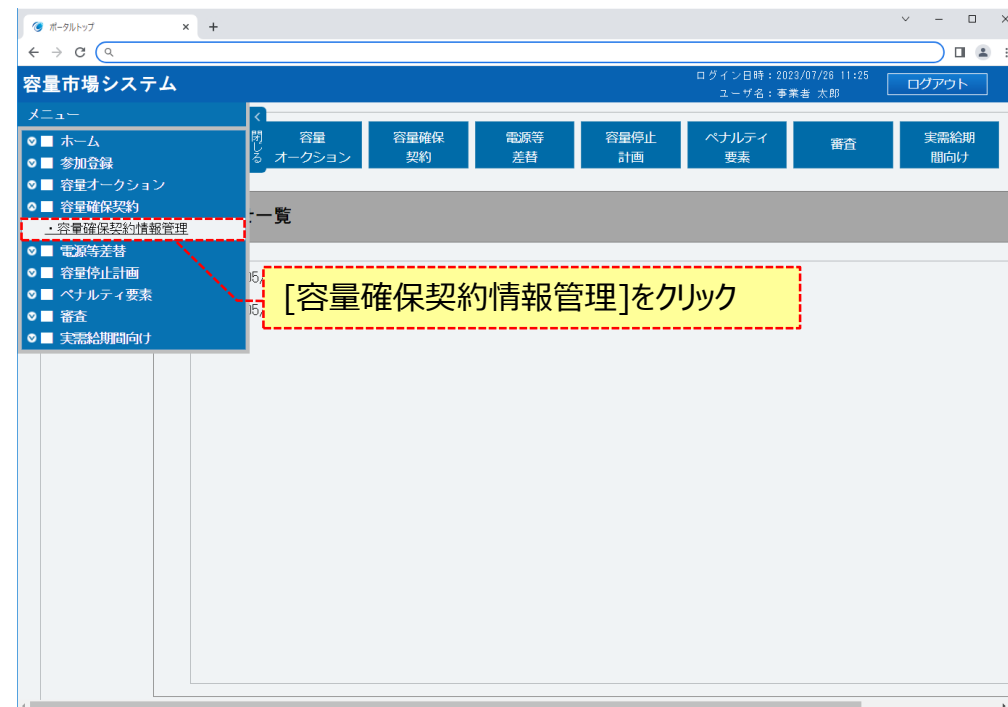 ポータルトップ
容量市場システム
ログイン日時：2023/07/26 11:25
ユーザ名：事業者 太郎
ログアウト
メニュー
ホーム
参加登録
容量オークション
容量確保契約
・容量確保契約情報管理
電源等差替
容量停止計画
ペナルティ要素
審査
実需給期間向け
閉じる
容量
オークション
容量確保
契約
電源等
差替
容量停止
計画
ペナルティ
要素
審査
実需給期
間向け
一覧
[容量確保契約情報管理]をクリック